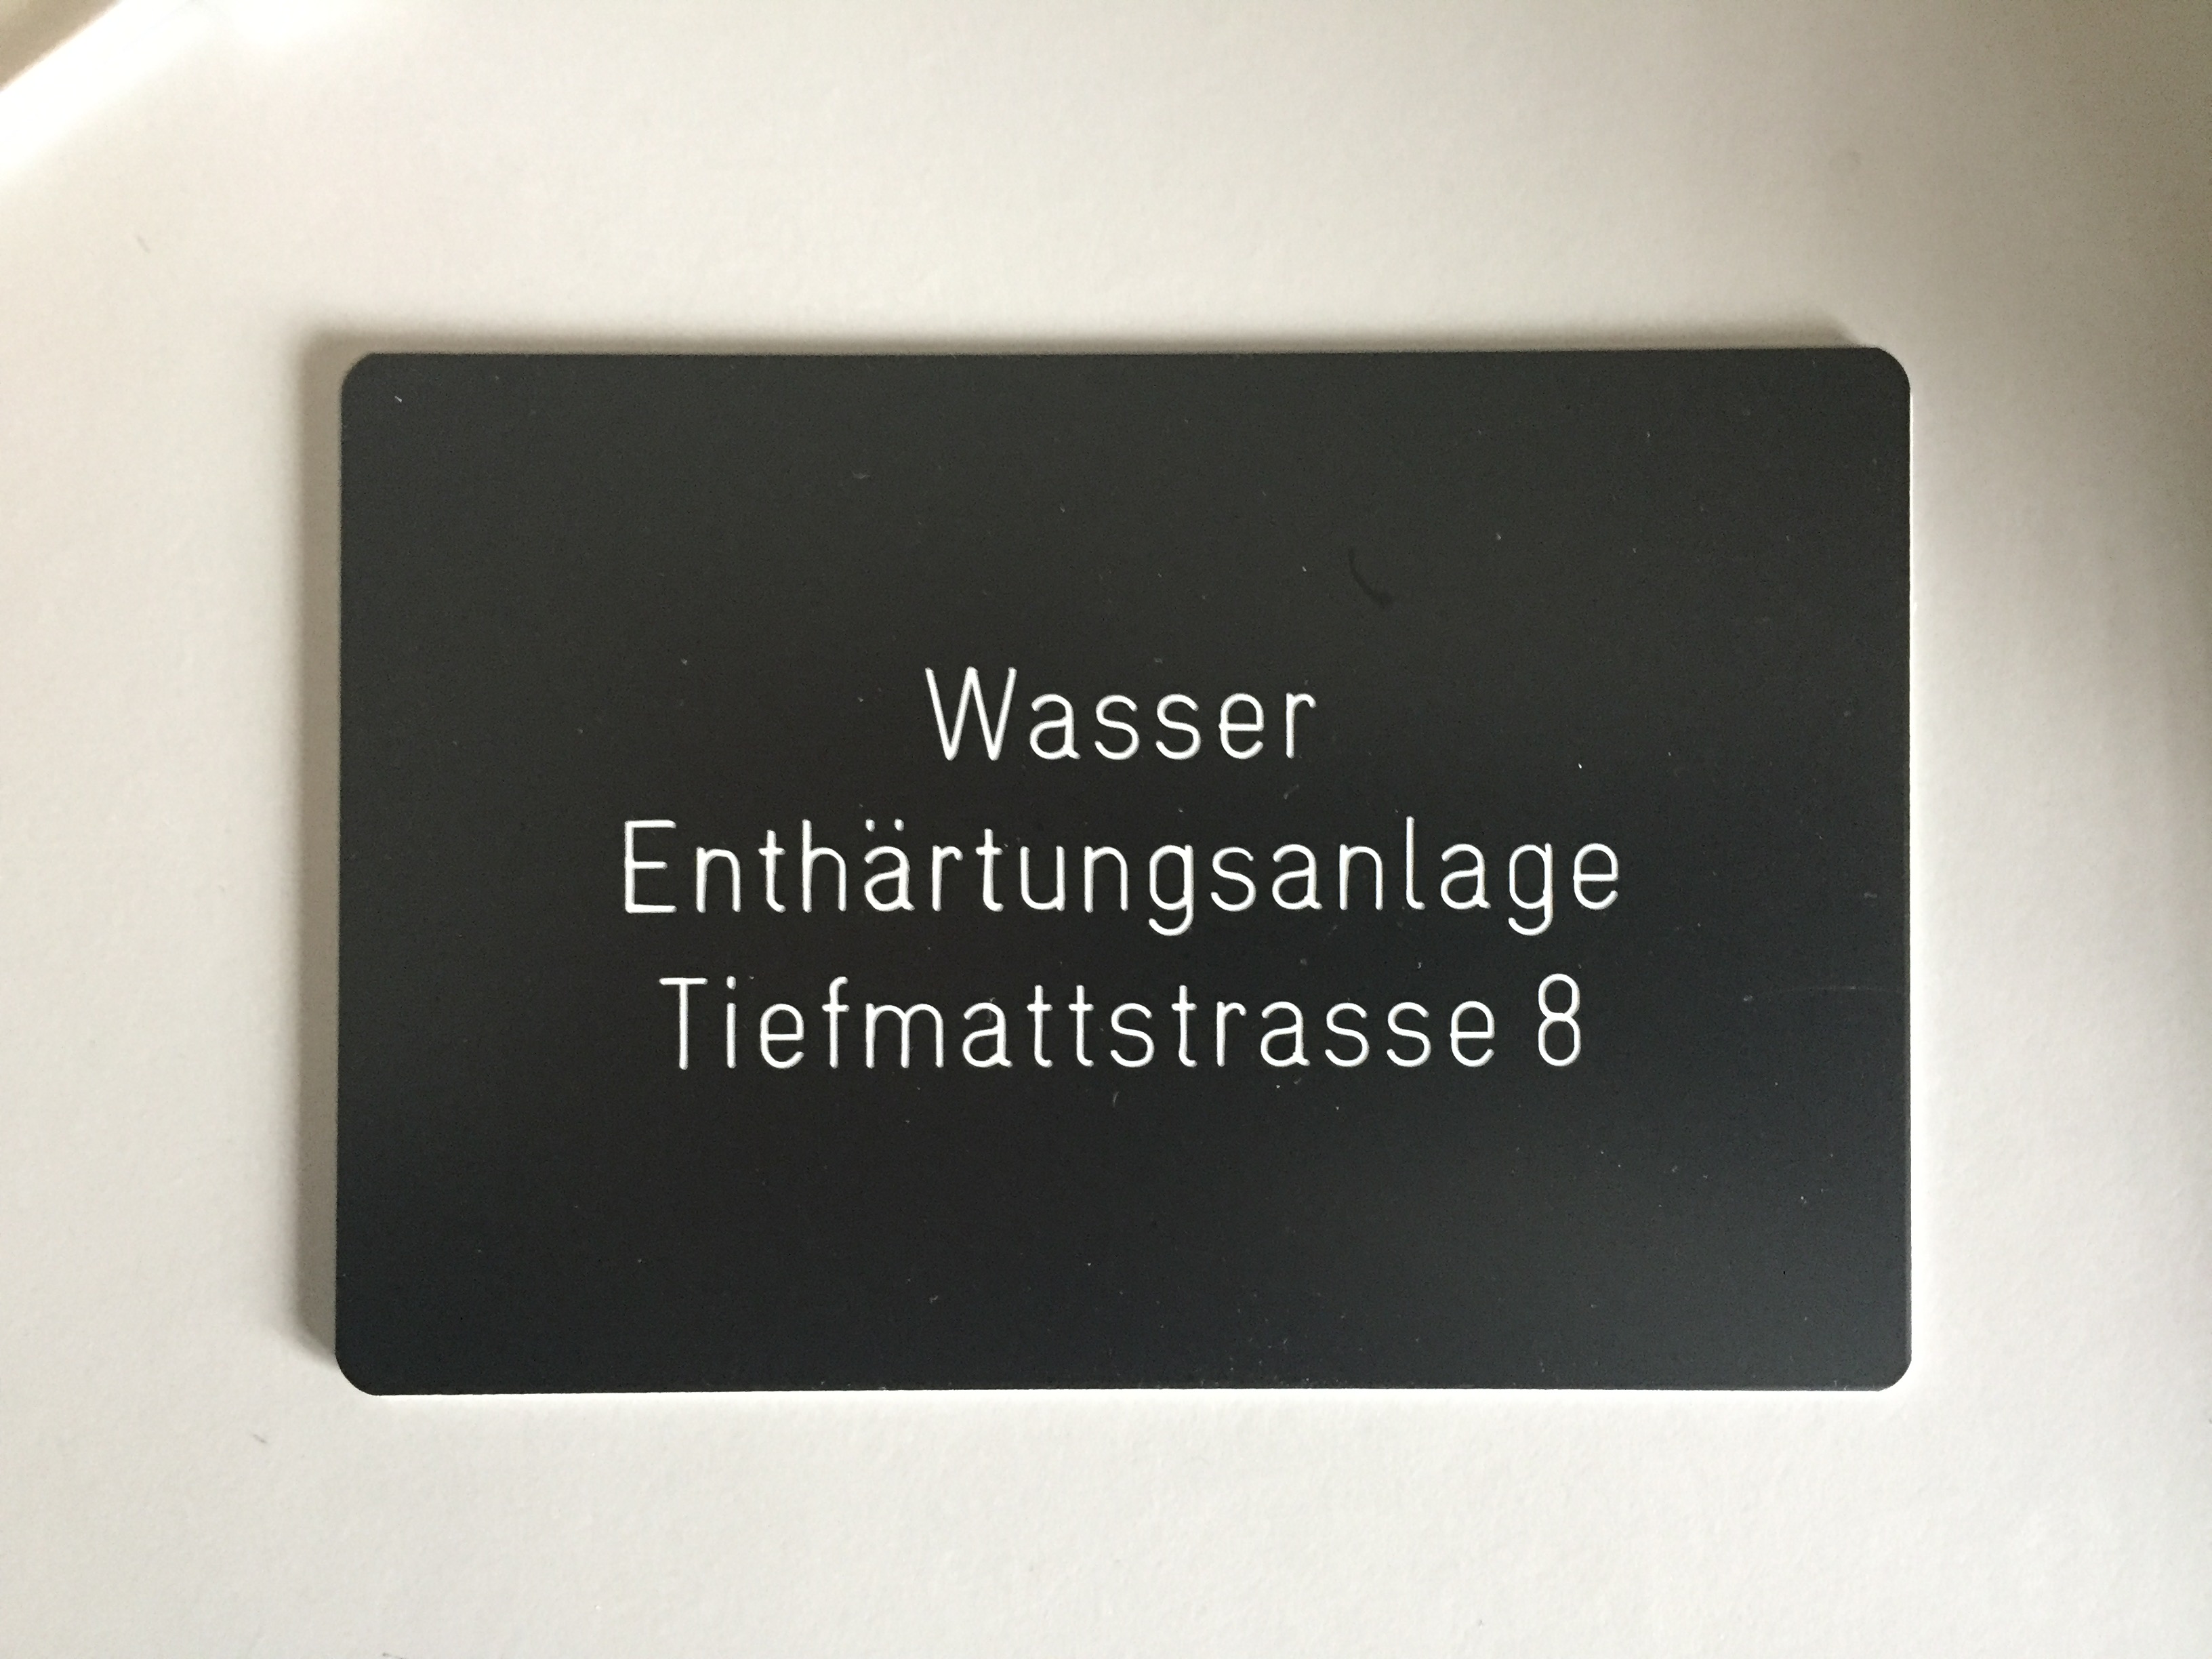 Wasser
Enthärtungsanlage
Tiefmattstrasse 8